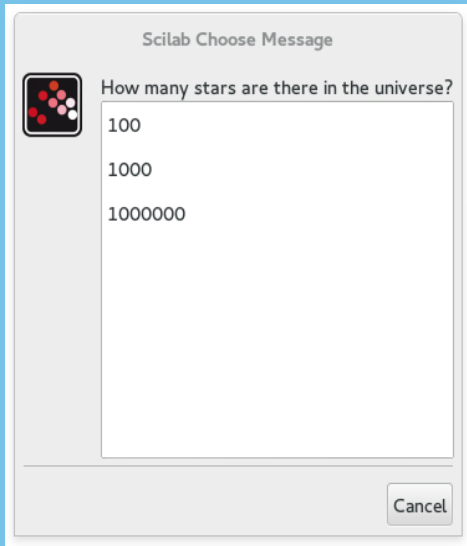 Scilab Choose Message
How many stars are there in the universe?
100
1000
1000000
Cancel